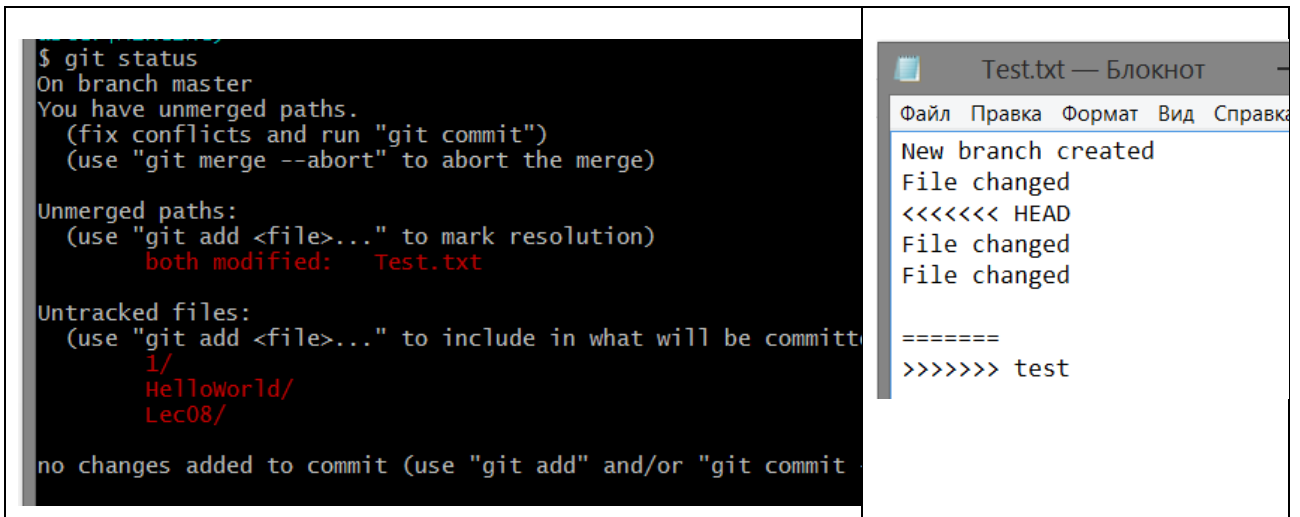 $ git status
On branch master
You have unmerged paths.
(fix conflicts and run "git commit")
(use "git merge --abort" to abort the merge)
Unmerged paths:
(use "git add <file>..." to mark resolution)
both modified: Test.txt
Untracked files:
(use "git add <file>..." to include in what will be committe
1/
HelloWorld/
Lec08/
no changes added to commit (use "git add" and/or "git commit -
Test.txt — Блокнот
Файл Правка Формат Вид Справка
New branch created
File changed
<<<<<<< HEAD
File changed
File changed
=======
>>>>>>> test